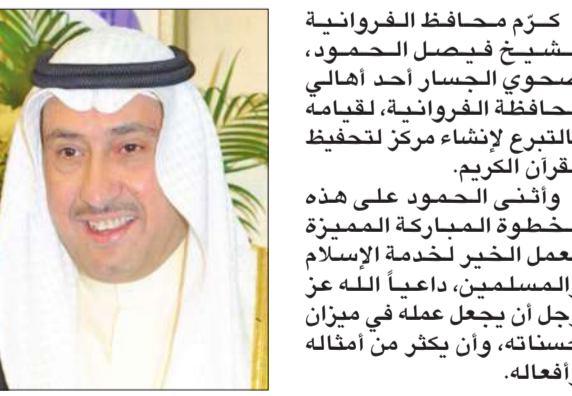 كرّم محافظ الفروانية
الشيخ فيصل الحمود،
ضحوي الجسار أحد أهالي
محافظة الفروانية، لقيامه
بالتبرع لإنشاء مركز لتحفيظ
القرآن الكريم.
وأثنى الحمود على هذه
الخطوة المباركة المميزة
لعمل الخير لخدمة الإسلام
والمسلمين، داعياً الله عز
وجل أن يجعل عمله في ميزان
حسناته، وأن يكثر من أمثاله
وأفعاله.